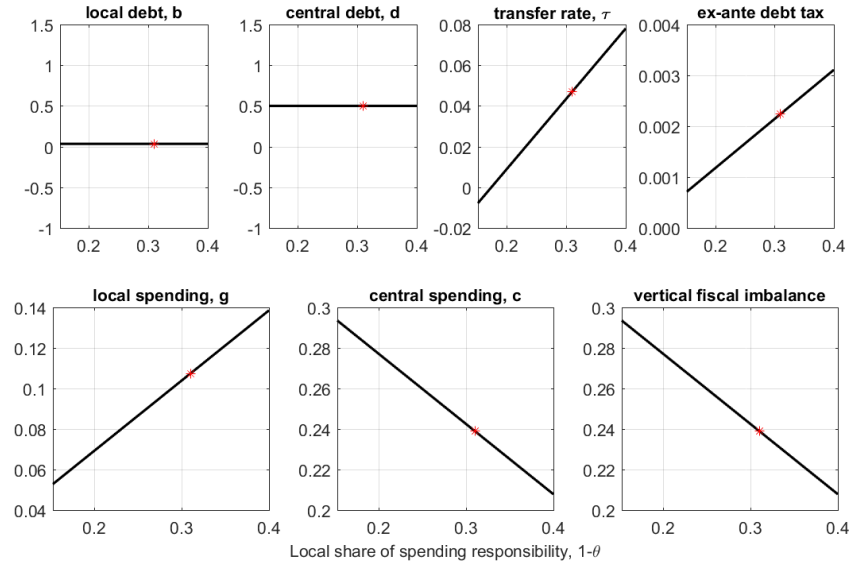 local debt, b
1.5
1
0.5
0
-0.5
-1
0.2 0.3 0.4
central debt, d
1.5
1
0.5
0
-0.5
-1
0.2 0.3 0.4
transfer rate, τ
0.08
0.06
0.04
0.02
0
-0.02
0.2 0.3 0.4
ex-ante debt tax
0.004
0.003
0.002
0.001
0.000
0.2 0.3 0.4
local spending, g
0.14
0.12
0.1
0.08
0.06
0.04
0.2 0.3 0.4
central spending, c
0.3
0.28
0.26
0.24
0.22
0.2
0.2 0.3 0.4
vertical fiscal imbalance
0.3
0.28
0.26
0.24
0.22
0.2
0.2 0.3 0.4
Local share of spending responsibility, 1-θ